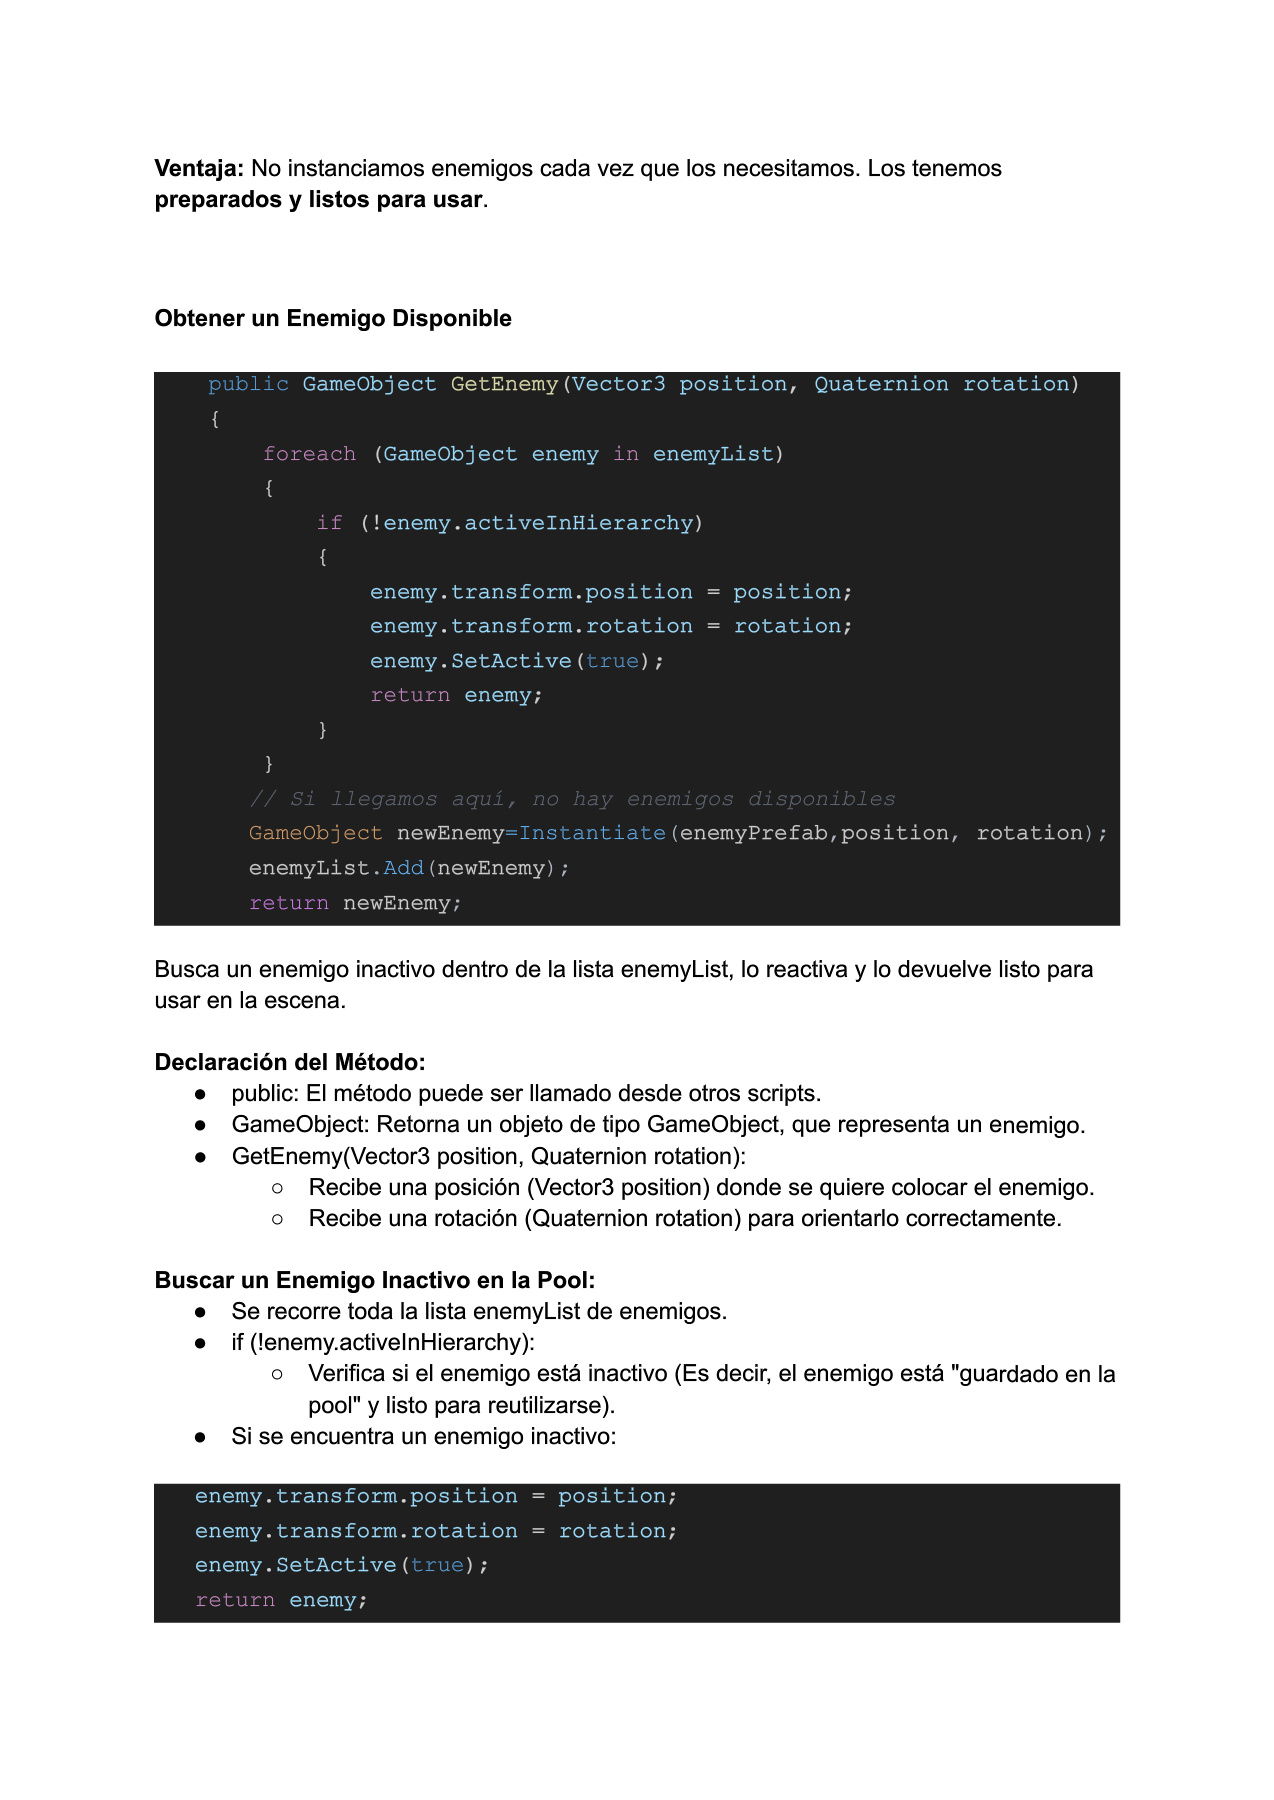 Ventaja: No instanciamos enemigos cada vez que los necesitamos. Los tenemos
preparados y listos para usar.
Obtener un Enemigo Disponible
public GameObject GetEnemy(Vector3 position, Quaternion rotation)
{
foreach (GameObject enemy in enemyList)
{
if (!enemy.activeInHierarchy)
{
enemy.transform.position = position;
enemy.transform.rotation = rotation;
enemy.SetActive(true);
return enemy;
}
}
// Si llegamos aquí, no hay enemigos disponibles
GameObject newEnemy=Instantiate(enemyPrefab,position, rotation);
enemyList.Add(newEnemy);
return newEnemy;
Busca un enemigo inactivo dentro de la lista enemyList, lo reactiva y lo devuelve listo para
usar en la escena.
Declaración del Método:
● public: El método puede ser llamado desde otros scripts.
● GameObject: Retorna un objeto de tipo GameObject, que representa un enemigo.
● GetEnemy(Vector3 position, Quaternion rotation):
○ Recibe una posición (Vector3 position) donde se quiere colocar el enemigo.
○ Recibe una rotación (Quaternion rotation) para orientarlo correctamente.
Buscar un Enemigo Inactivo en la Pool:
● Se recorre toda la lista enemyList de enemigos.
● if (!enemy.activeInHierarchy):
○ Verifica si el enemigo está inactivo (Es decir, el enemigo está "guardado en la
pool" y listo para reutilizarse).
● Si se encuentra un enemigo inactivo:
enemy.transform.position = position;
enemy.transform.rotation = rotation;
enemy.SetActive(true);
return enemy;